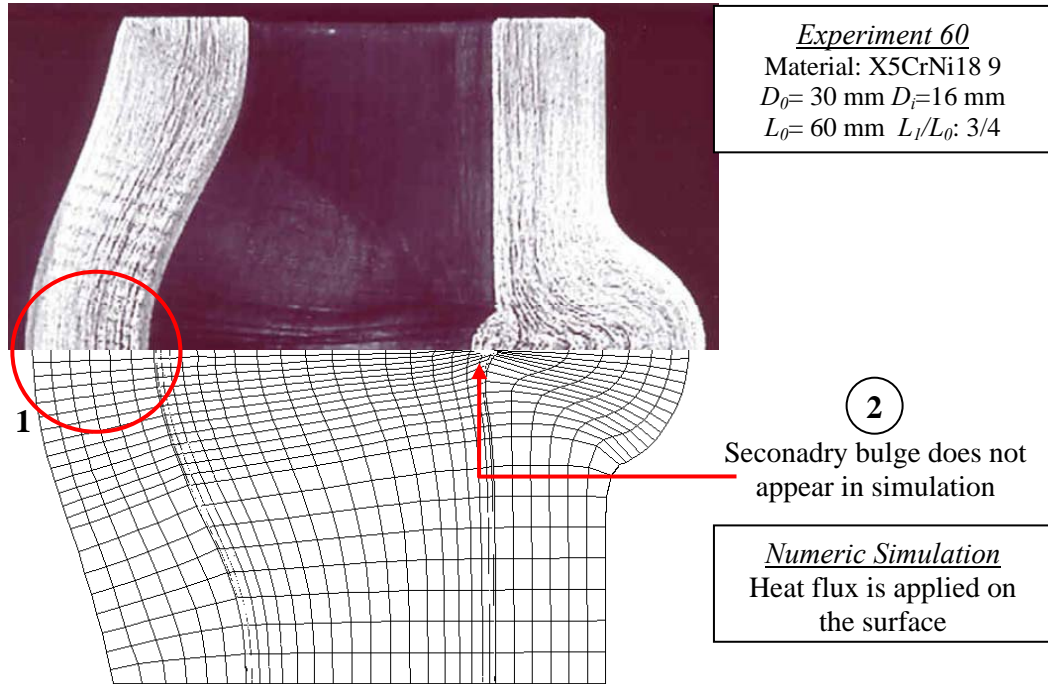 Experiment 60
Material: X5CrNi18 9
D0= 30 mm Di=16 mm
L0= 60 mm L1/L0: 3/4
1
2
Seconadry bulge does not
appear in simulation
Numeric Simulation
Heat flux is applied on
the surface